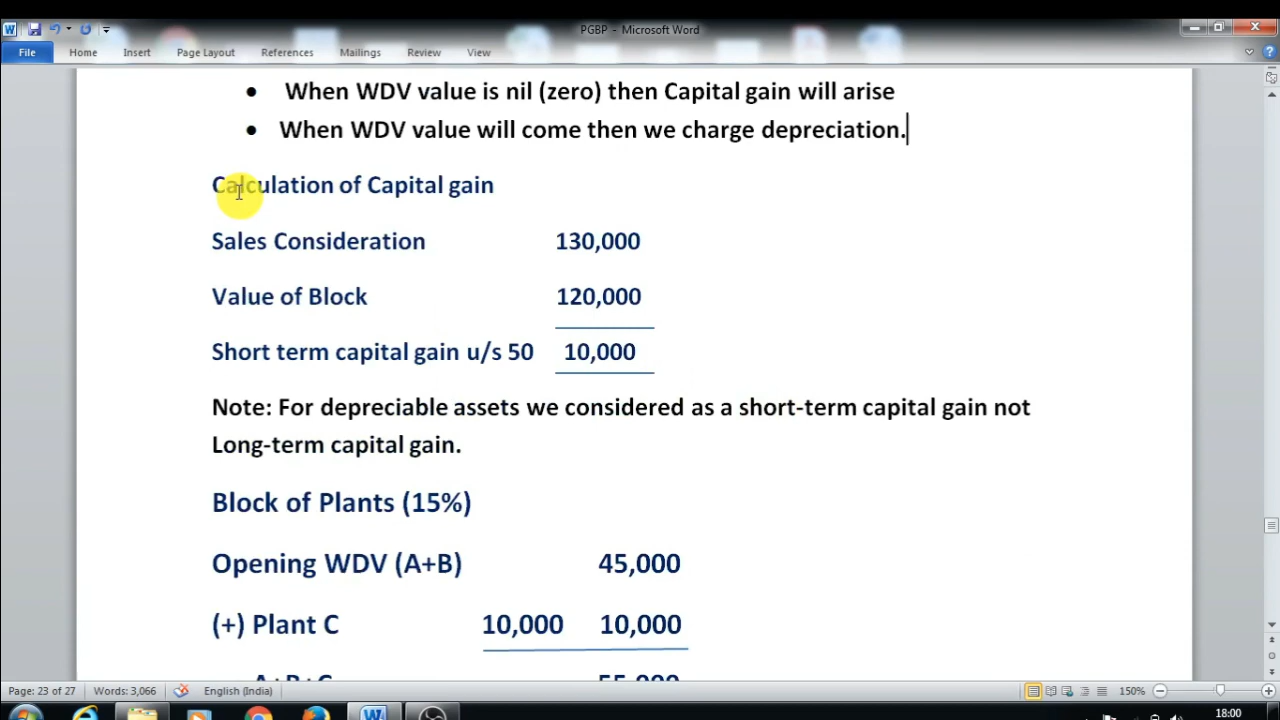 PGBP - Microsoft Word
File Home Insert Page Layout References Mailings Review View
• When WDV value is nil (zero) then Capital gain will arise
• When WDV value will come then we charge depreciation.
Calculation of Capital gain
Sales Consideration 130,000
Value of Block 120,000
Short term capital gain u/s 50 10,000
Note: For depreciable assets we considered as a short-term capital gain not
Long-term capital gain.
Block of Plants (15%)
Opening WDV (A+B) 45,000
(+) Plant C 10,000 10,000
A+B+C 55,000
Page: 23 of 27 Words: 3,066 English (India) 150%
18:00